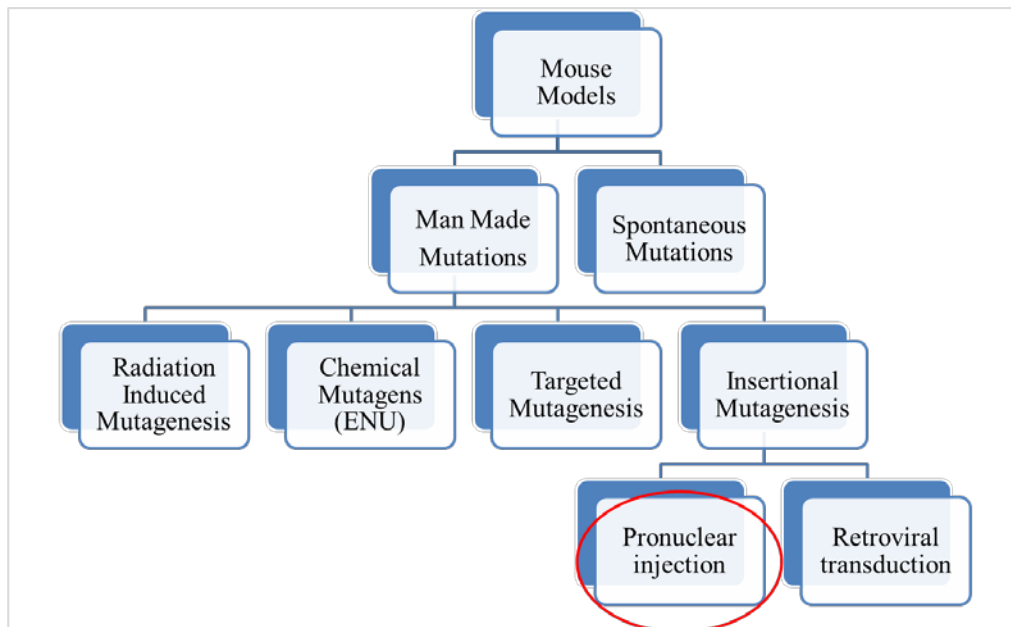 Mouse
Models
Man Made
Mutations
Spontaneous
Mutations
Radiation
Induced
Mutagenesis
Chemical
Mutagens
(ENU)
Targeted
Mutagenesis
Insertional
Mutagenesis
Pronuclear
injection
Retroviral
transduction